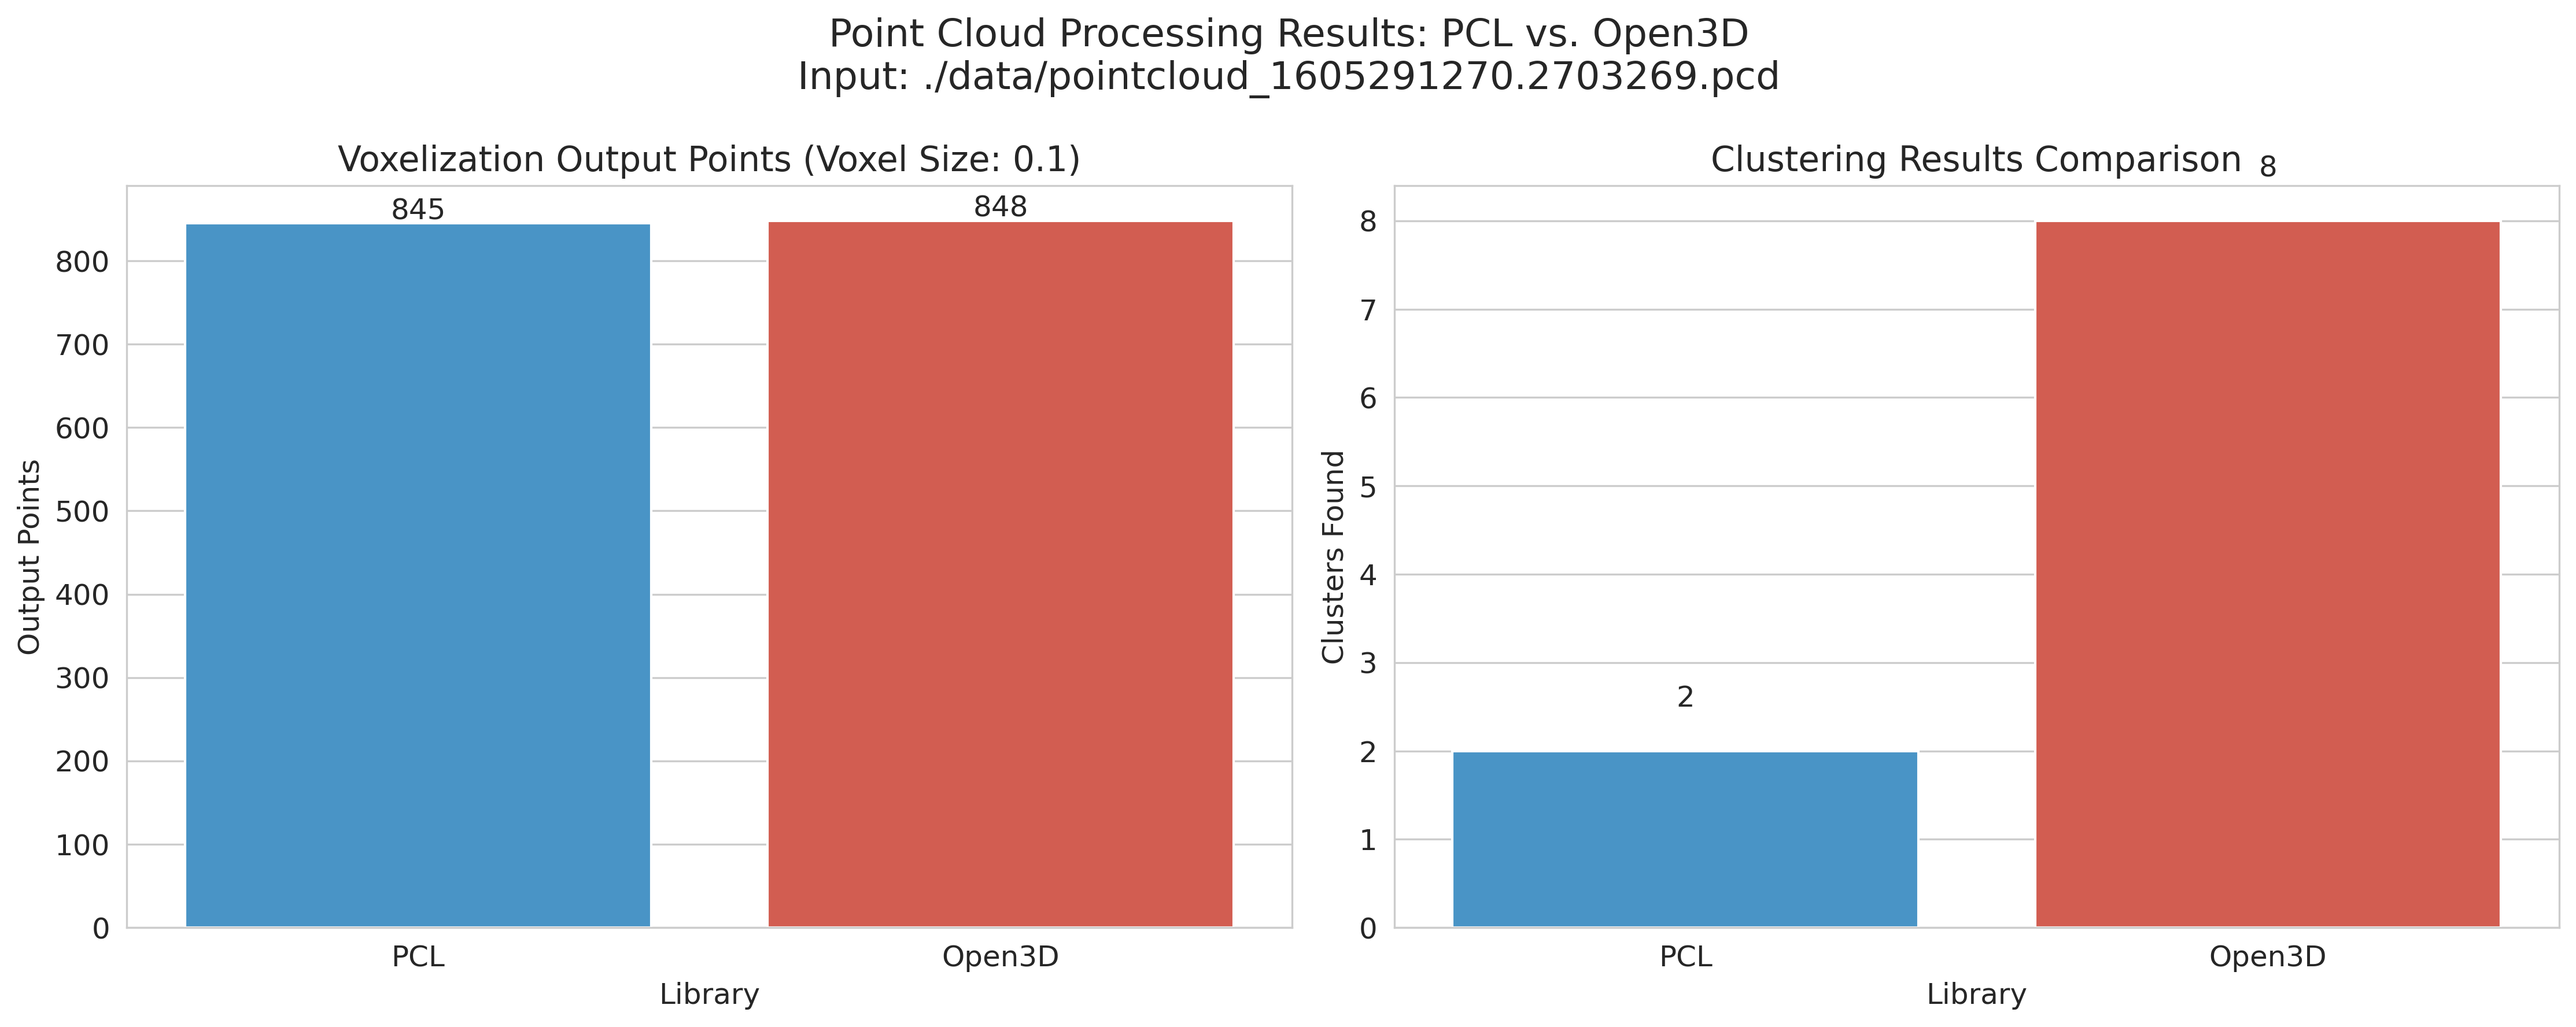 Point Cloud Processing Results: PCL vs. Open3D
Input: ./data/pointcloud_1605291270.2703269.pcd
Voxelization Output Points (Voxel Size: 0.1)
845
848
800
700
600
500
400
300
200
100
0
Output Points
PCL
Open3D
Library
Clustering Results Comparison
8
8
7
6
5
4
3
2
2
1
0
Clusters Found
PCL
Open3D
Library